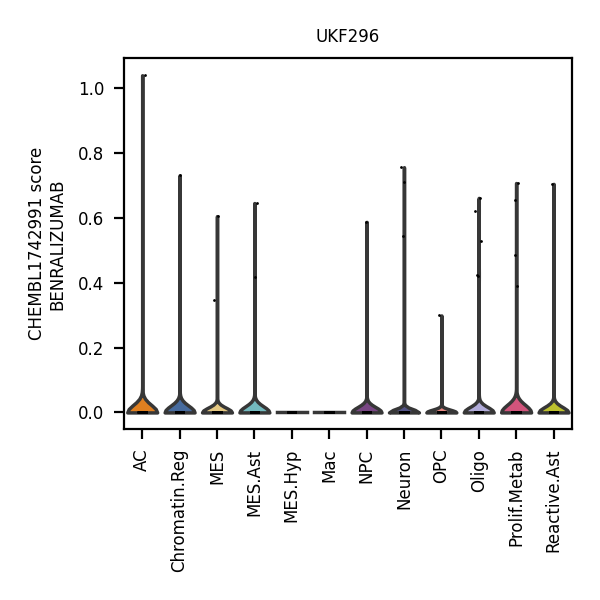 UKF296
CHEMBL1742991 score
BENRALIZUMAB
1.0
0.8
0.6
0.4
0.2
0.0
AC
Chromatin.Reg
MES
MES.Ast
MES.Hyp
Mac
NPC
Neuron
OPC
Oligo
Prolif.Metab
Reactive.Ast